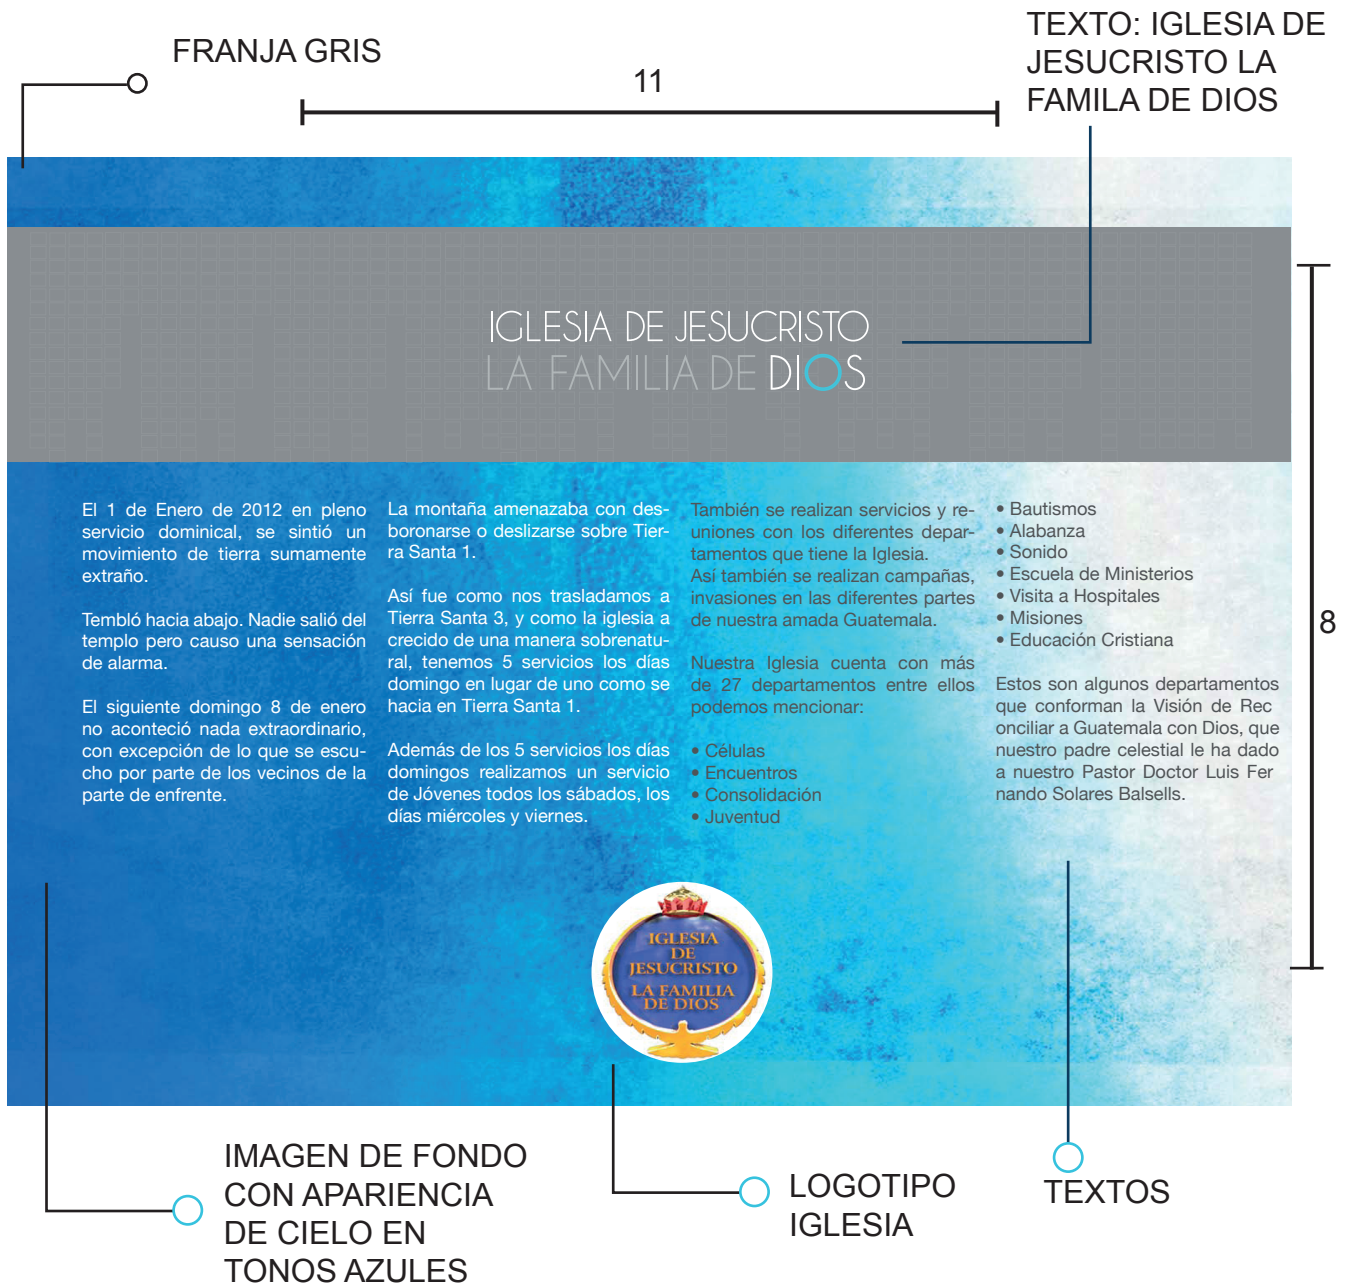 FRANJA GRIS
11
TEXTO: IGLESIA DE
JESUCRISTO LA
FAMILA DE DIOS
IGLESIA DE JESUCRISTO
LA FAMILIA DE DIOS
El 1 de Enero de 2012 en pleno
servicio dominical, se sintió un
movimiento de tierra sumamente
extraño.
Tembló hacia abajo. Nadie salió del
templo pero causo una sensación
de alarma.
El siguiente domingo 8 de enero
no aconteció nada extraordinario,
con excepción de lo que se escu-
cho por parte de los vecinos de la
parte de enfrente.
La montaña amenazaba con des-
boronarse o deslizarse sobre Tier-
ra Santa 1.
Así fue como nos trasladamos a
Tierra Santa 3, y como la iglesia a
crecido de una manera sobrenatu-
ral, tenemos 5 servicios los días
domingo en lugar de uno como se
hacia en Tierra Santa 1.
Además de los 5 servicios los días
domingos realizamos un servicio
de Jóvenes todos los sábados, los
días miércoles y viernes.
También se realizan servicios y re-
uniones con los diferentes depar-
tamentos que tiene la Iglesia.
Así también se realizan campañas,
invasiones en las diferentes partes
de nuestra amada Guatemala.
Nuestra Iglesia cuenta con más
de 27 departamentos entre ellos
podemos mencionar:
• Células
• Encuentros
• Consolidación
• Juventud
• Bautismos
• Alabanza
• Sonido
• Escuela de Ministerios
• Visita a Hospitales
• Misiones
• Educación Cristiana
Estos son algunos departamentos
que conforman la Visión de Rec
onciliar a Guatemala con Dios, que
nuestro padre celestial le ha dado
a nuestro Pastor Doctor Luis Fer
nando Solares Balsells.
8
IGLESIA
DE
JESUCRISTO
LA FAMILIA
DE DIOS
IMAGEN DE FONDO
CON APARIENCIA
DE CIELO EN
TONOS AZULES
LOGOTIPO
IGLESIA
TEXTOS